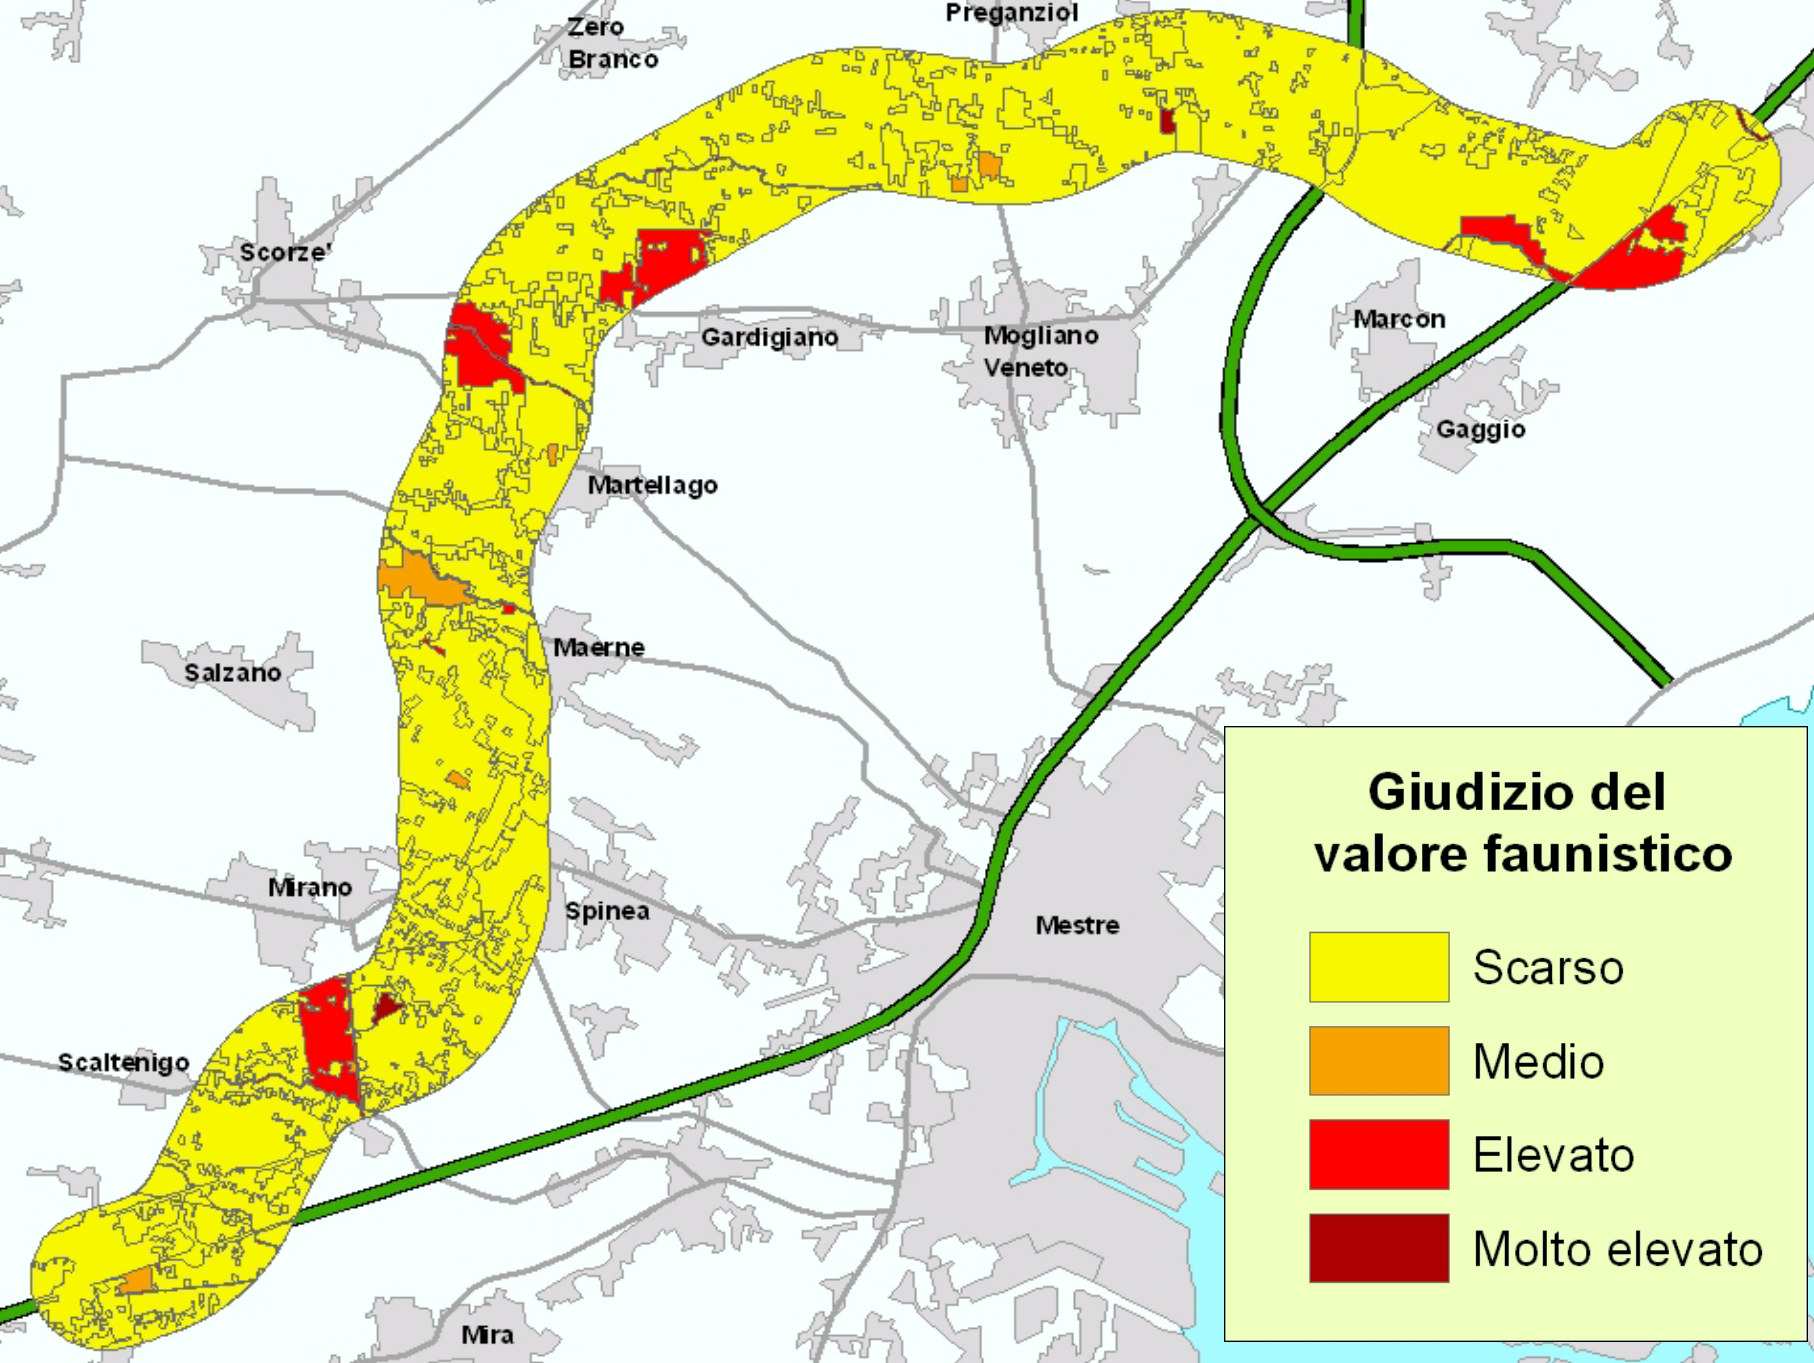 Preganziol
Zero
Branco
Scorze'
Gardigiano
Mogliano
Veneto
Marcon
Gaggio
Martellago
Maerne
Salzano
Mirano
Spinea
Mestre
Scaltenigo
Mira
Giudizio del
valore faunistico
Scarso
Medio
Elevato
Molto elevato